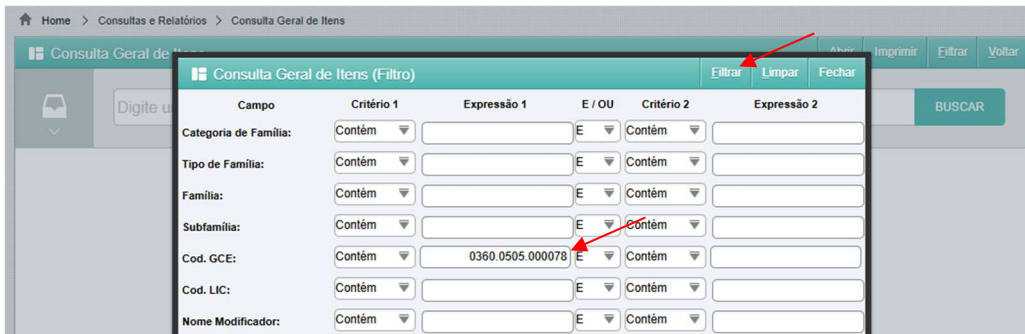 Home > Consultas e Relatórios > Consulta Geral de Itens
Consulta Geral de Itens Abrir Imprimir Filtrar Voltar
Consulta Geral de Itens (Filtro) Filtrar Limpar Fechar
Digite u BUSCAR
Campo Critério 1 Expressão 1 E / OU Critério 2 Expressão 2
Categoria de Família: Contém E Contém
Tipo de Família: Contém E Contém
Família: Contém E Contém
Subfamília: Contém E Contém
Cod. GCE: Contém 0360.0505.000078 E Contém
Cod. LIC: Contém E Contém
Nome Modificador: Contém E Contém